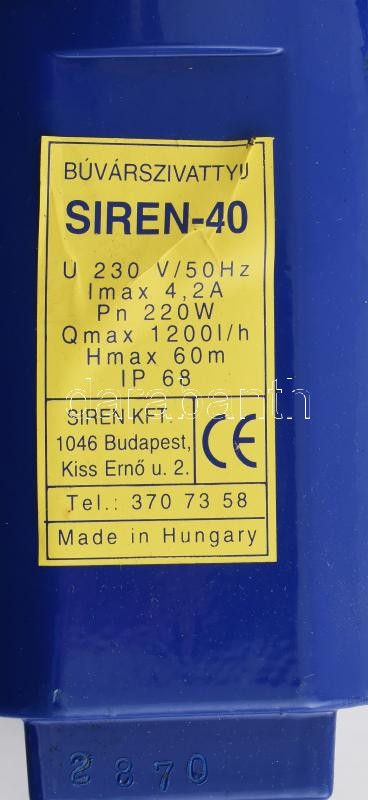 BÚVÁRSZIVATTYÚ
SIREN-40
U 230 V/50Hz
Imax 4,2A
Pn 220W
Qmax 1200l/h
Hmax 60m
IP 68
darabanth
SIREN KFT.
1046 Budapest,
Kiss Ernő u. 2.
CE
Tel.: 370 73 58
Made in Hungary
2870